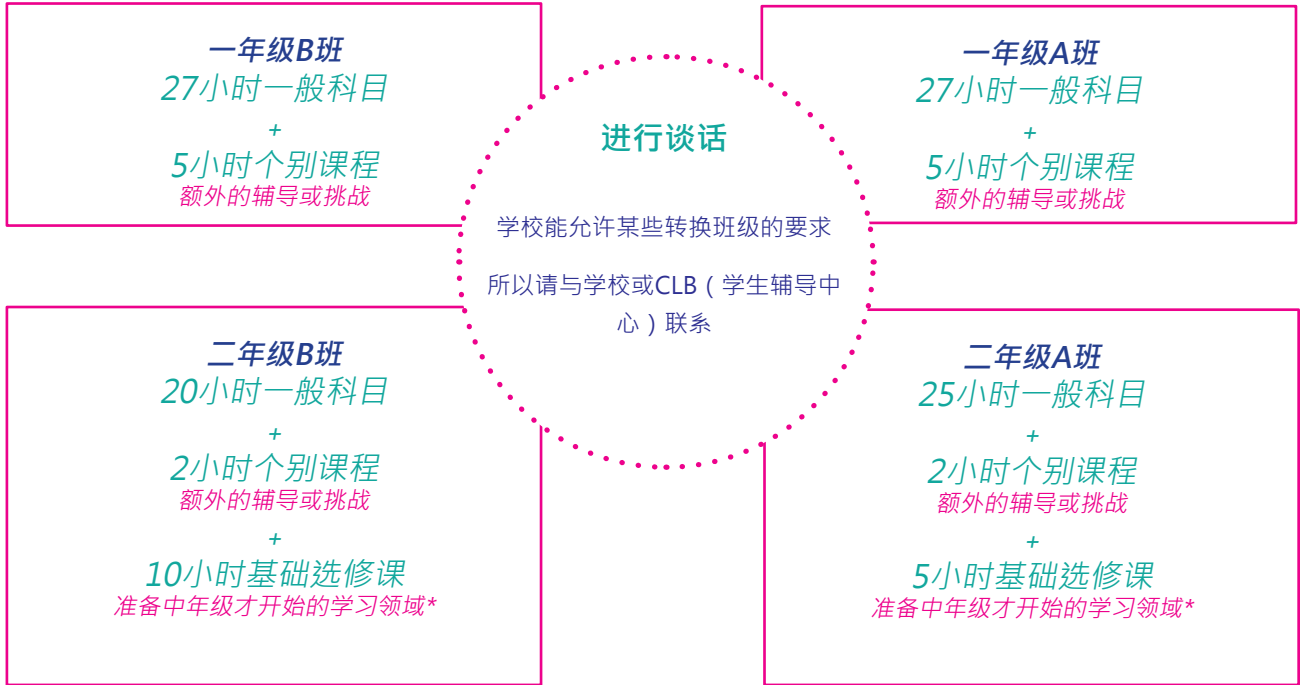 一年级B班
27小时一般科目
+
5小时个别课程
额外的辅导或挑战
进行谈话
学校能允许某些转换班级的要求
所以请与学校或CLB（学生辅导中
心）联系
一年级A班
27小时一般科目
+
5小时个别课程
额外的辅导或挑战
二年级B班
20小时一般科目
+
2小时个别课程
额外的辅导或挑战
+
10小时基础选修课
准备中年级才开始的学习领域*
二年级A班
25小时一般科目
+
2小时个别课程
额外的辅导或挑战
+
5小时基础选修课
准备中年级才开始的学习领域*